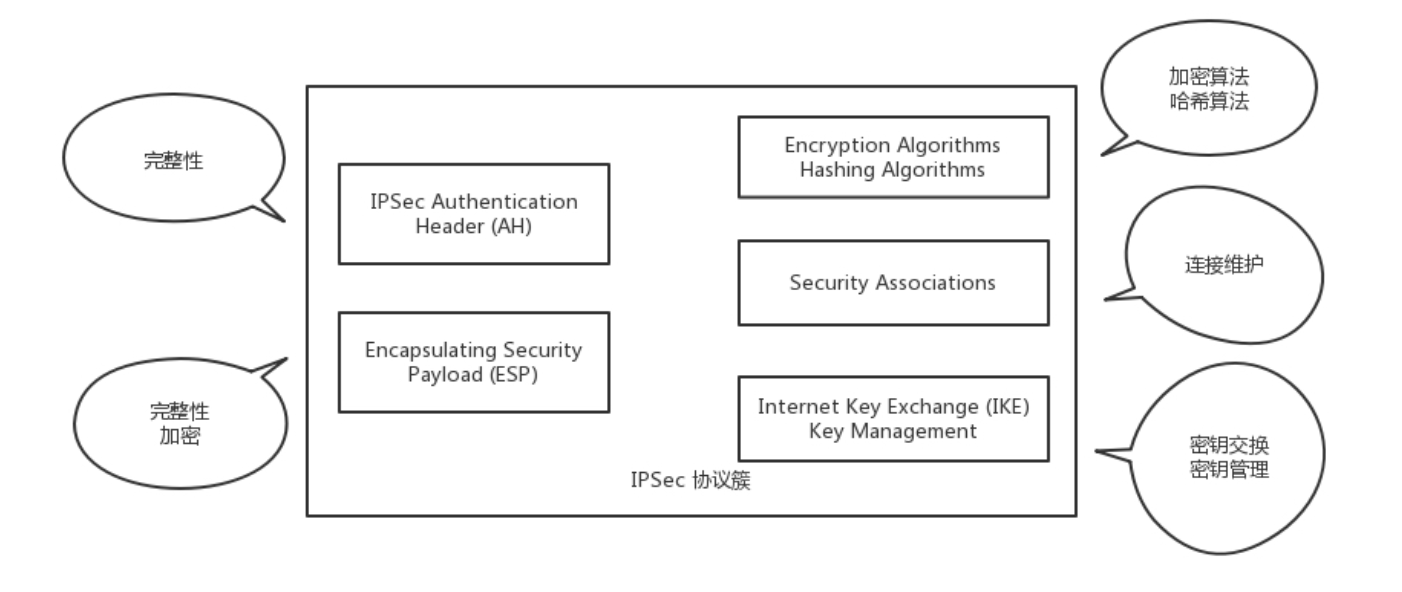 加密算法
哈希算法
完整性
Encryption Algorithms
Hashing Algorithms
IPSec Authentication
Header (AH)
连接维护
Security Associations
Encapsulating Security
Payload (ESP)
完整性
加密
Internet Key Exchange (IKE)
Key Management
密钥交换
密钥管理
IPSec 协议簇